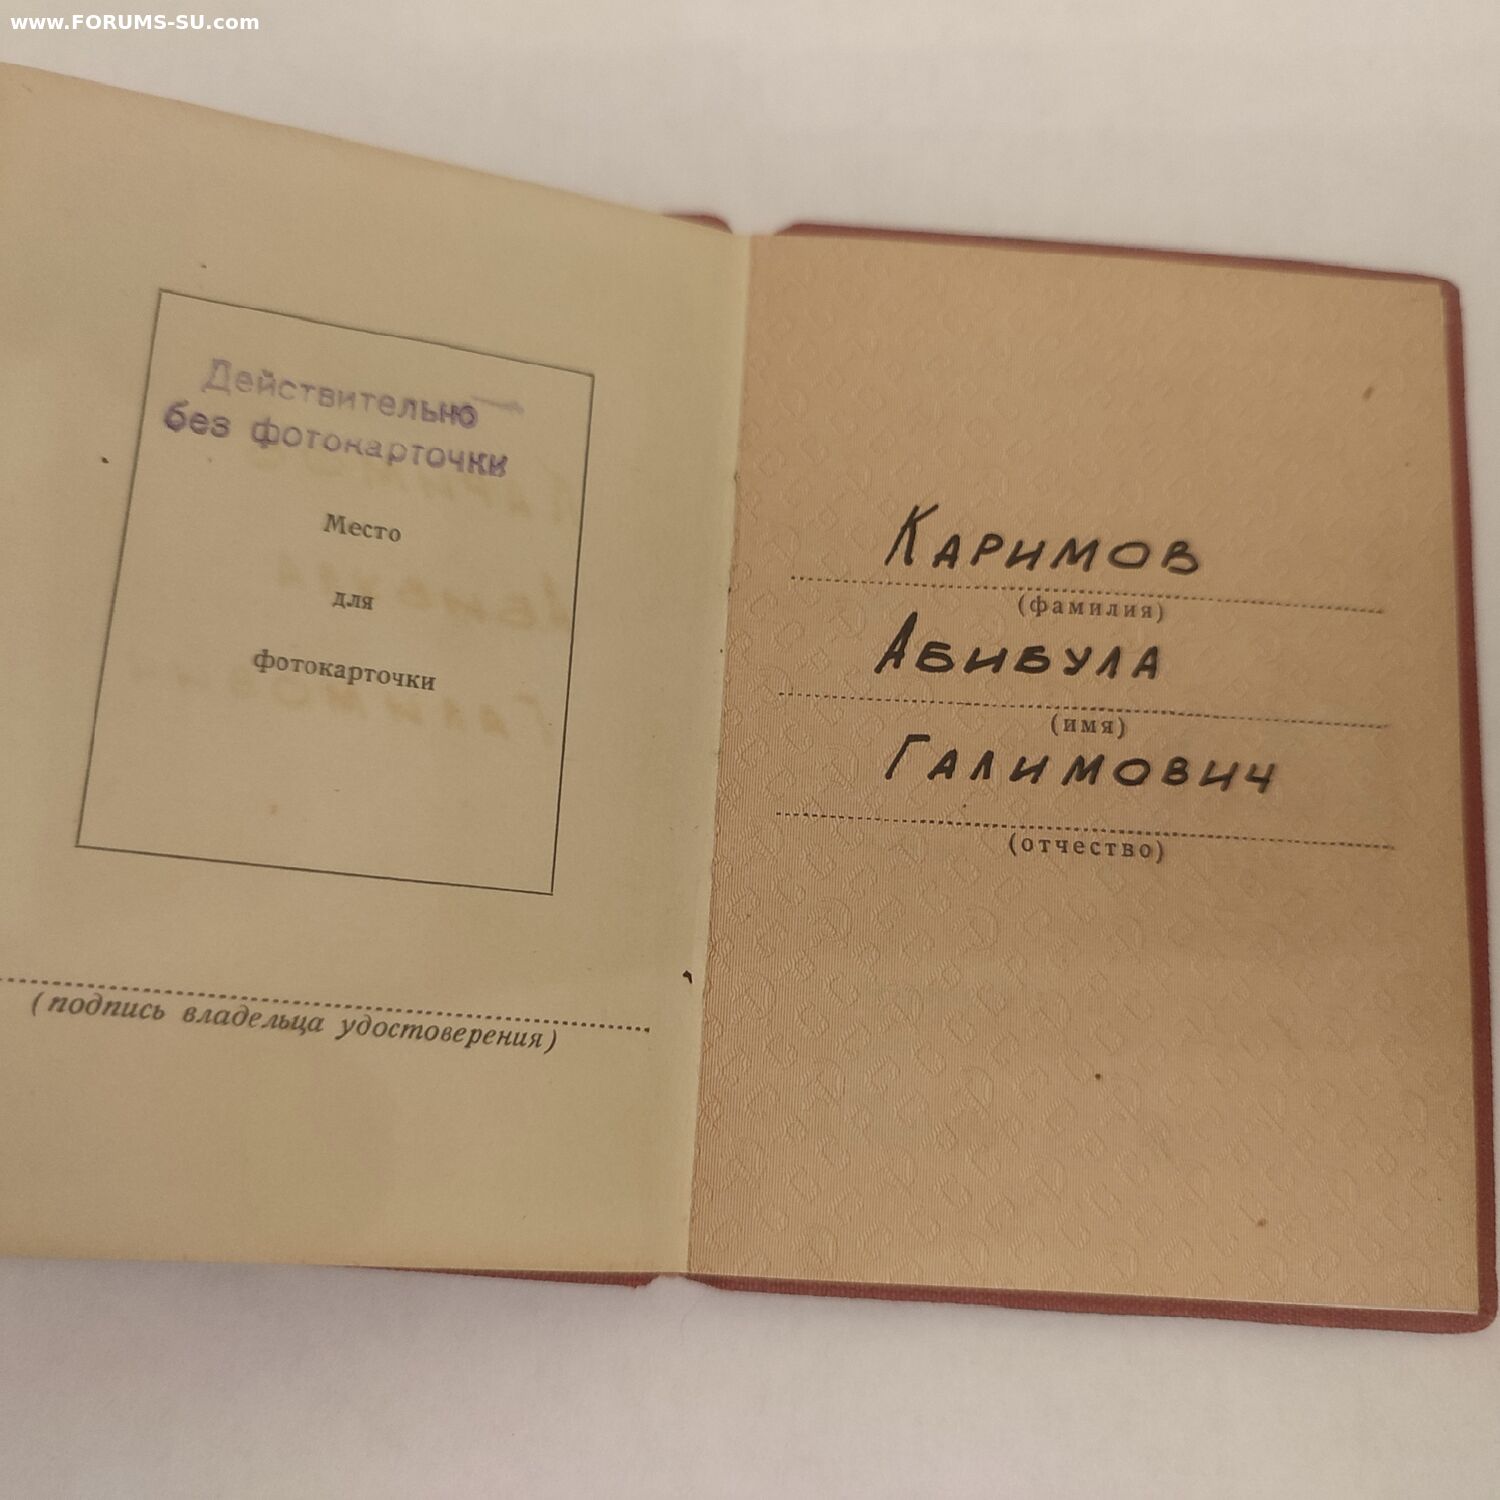 www.FORUMS-SU.com
Действительно
без фотокарточки
Место
для
фотокарточки
(подпись владельца удостоверения)
Каримов
(фамилия)
Абибула
(имя)
Галимович
(отчество)